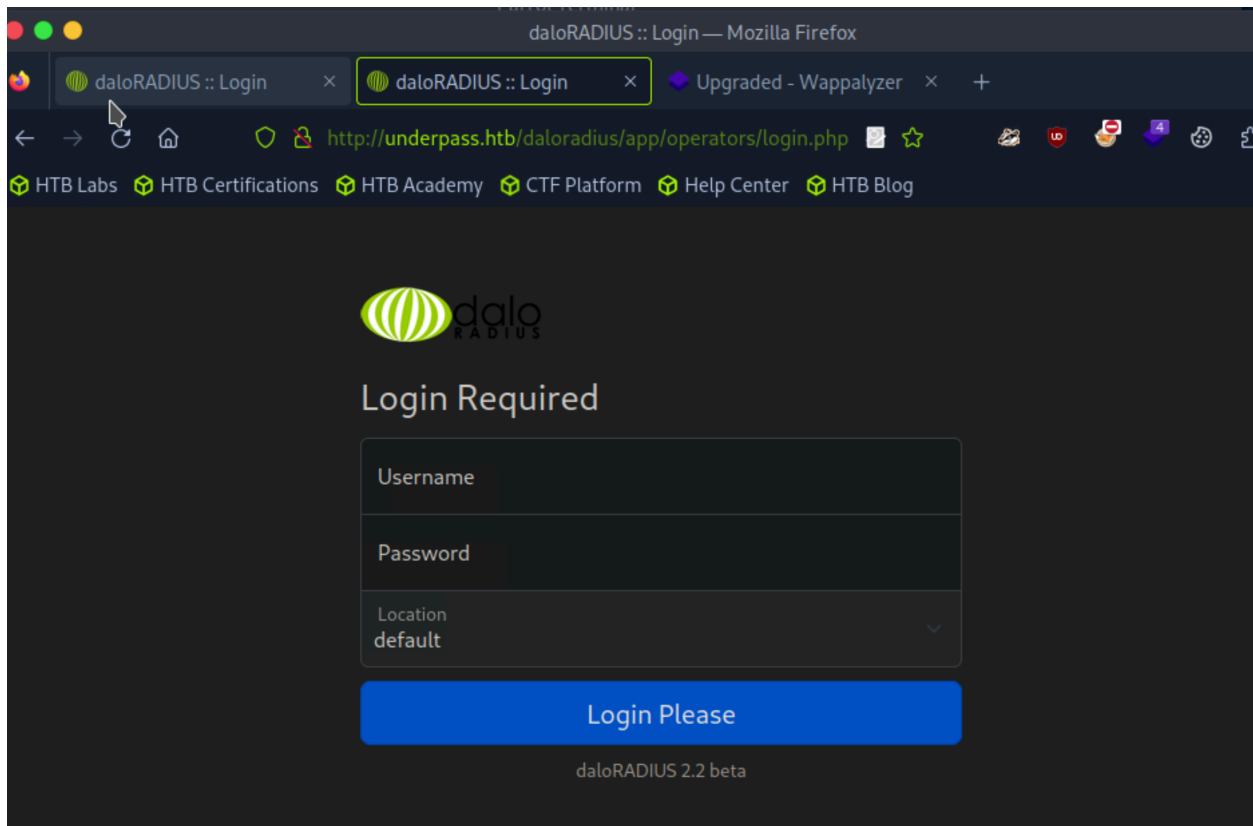 daloRADIUS :: Login — Mozilla Firefox
daloRADIUS :: Login × daloRADIUS :: Login × Upgraded - Wappalyzer × +
http://underpass.htb/daloradius/app/operators/login.php 4
HTB Labs HTB Certifications HTB Academy CTF Platform Help Center HTB Blog
dalo
RADIUS
Login Required
Username
Password
Location
default
Login Please
daloRADIUS 2.2 beta